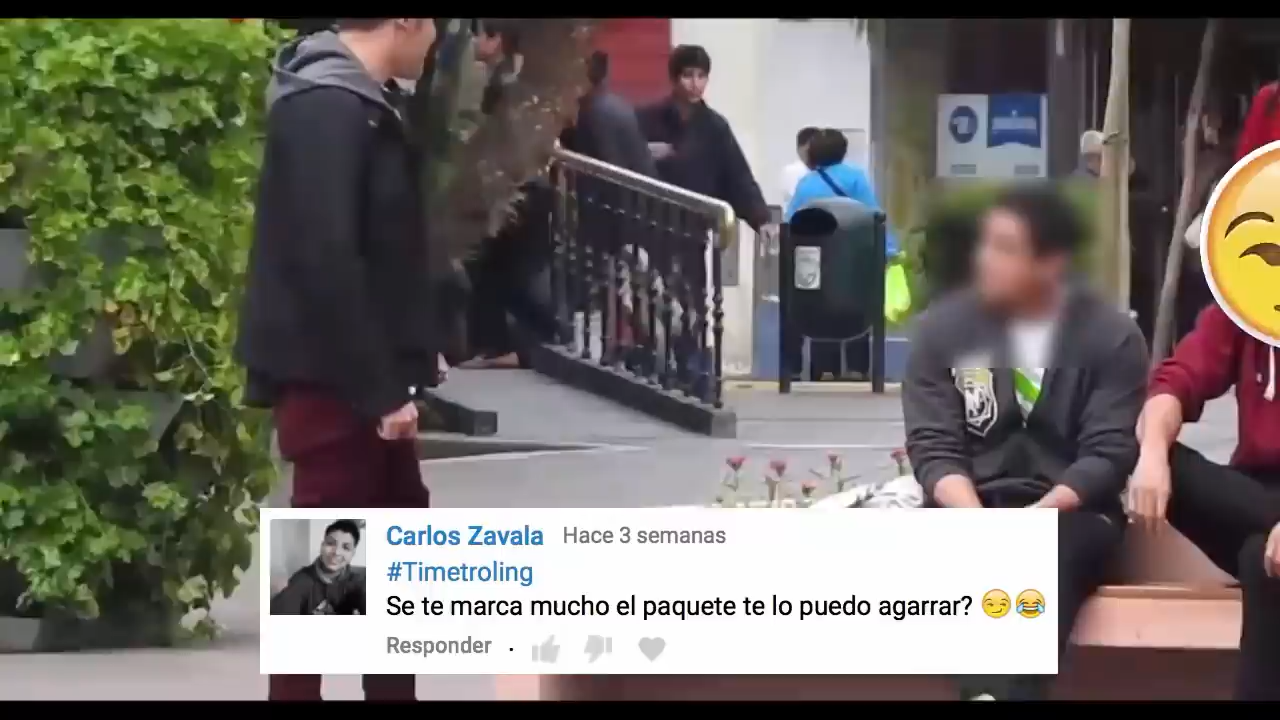 Carlos Zavala Hace 3 semanas
#Timetroling
Se te marca mucho el paquete te lo puedo agarrar? 😏😂
Responder ·